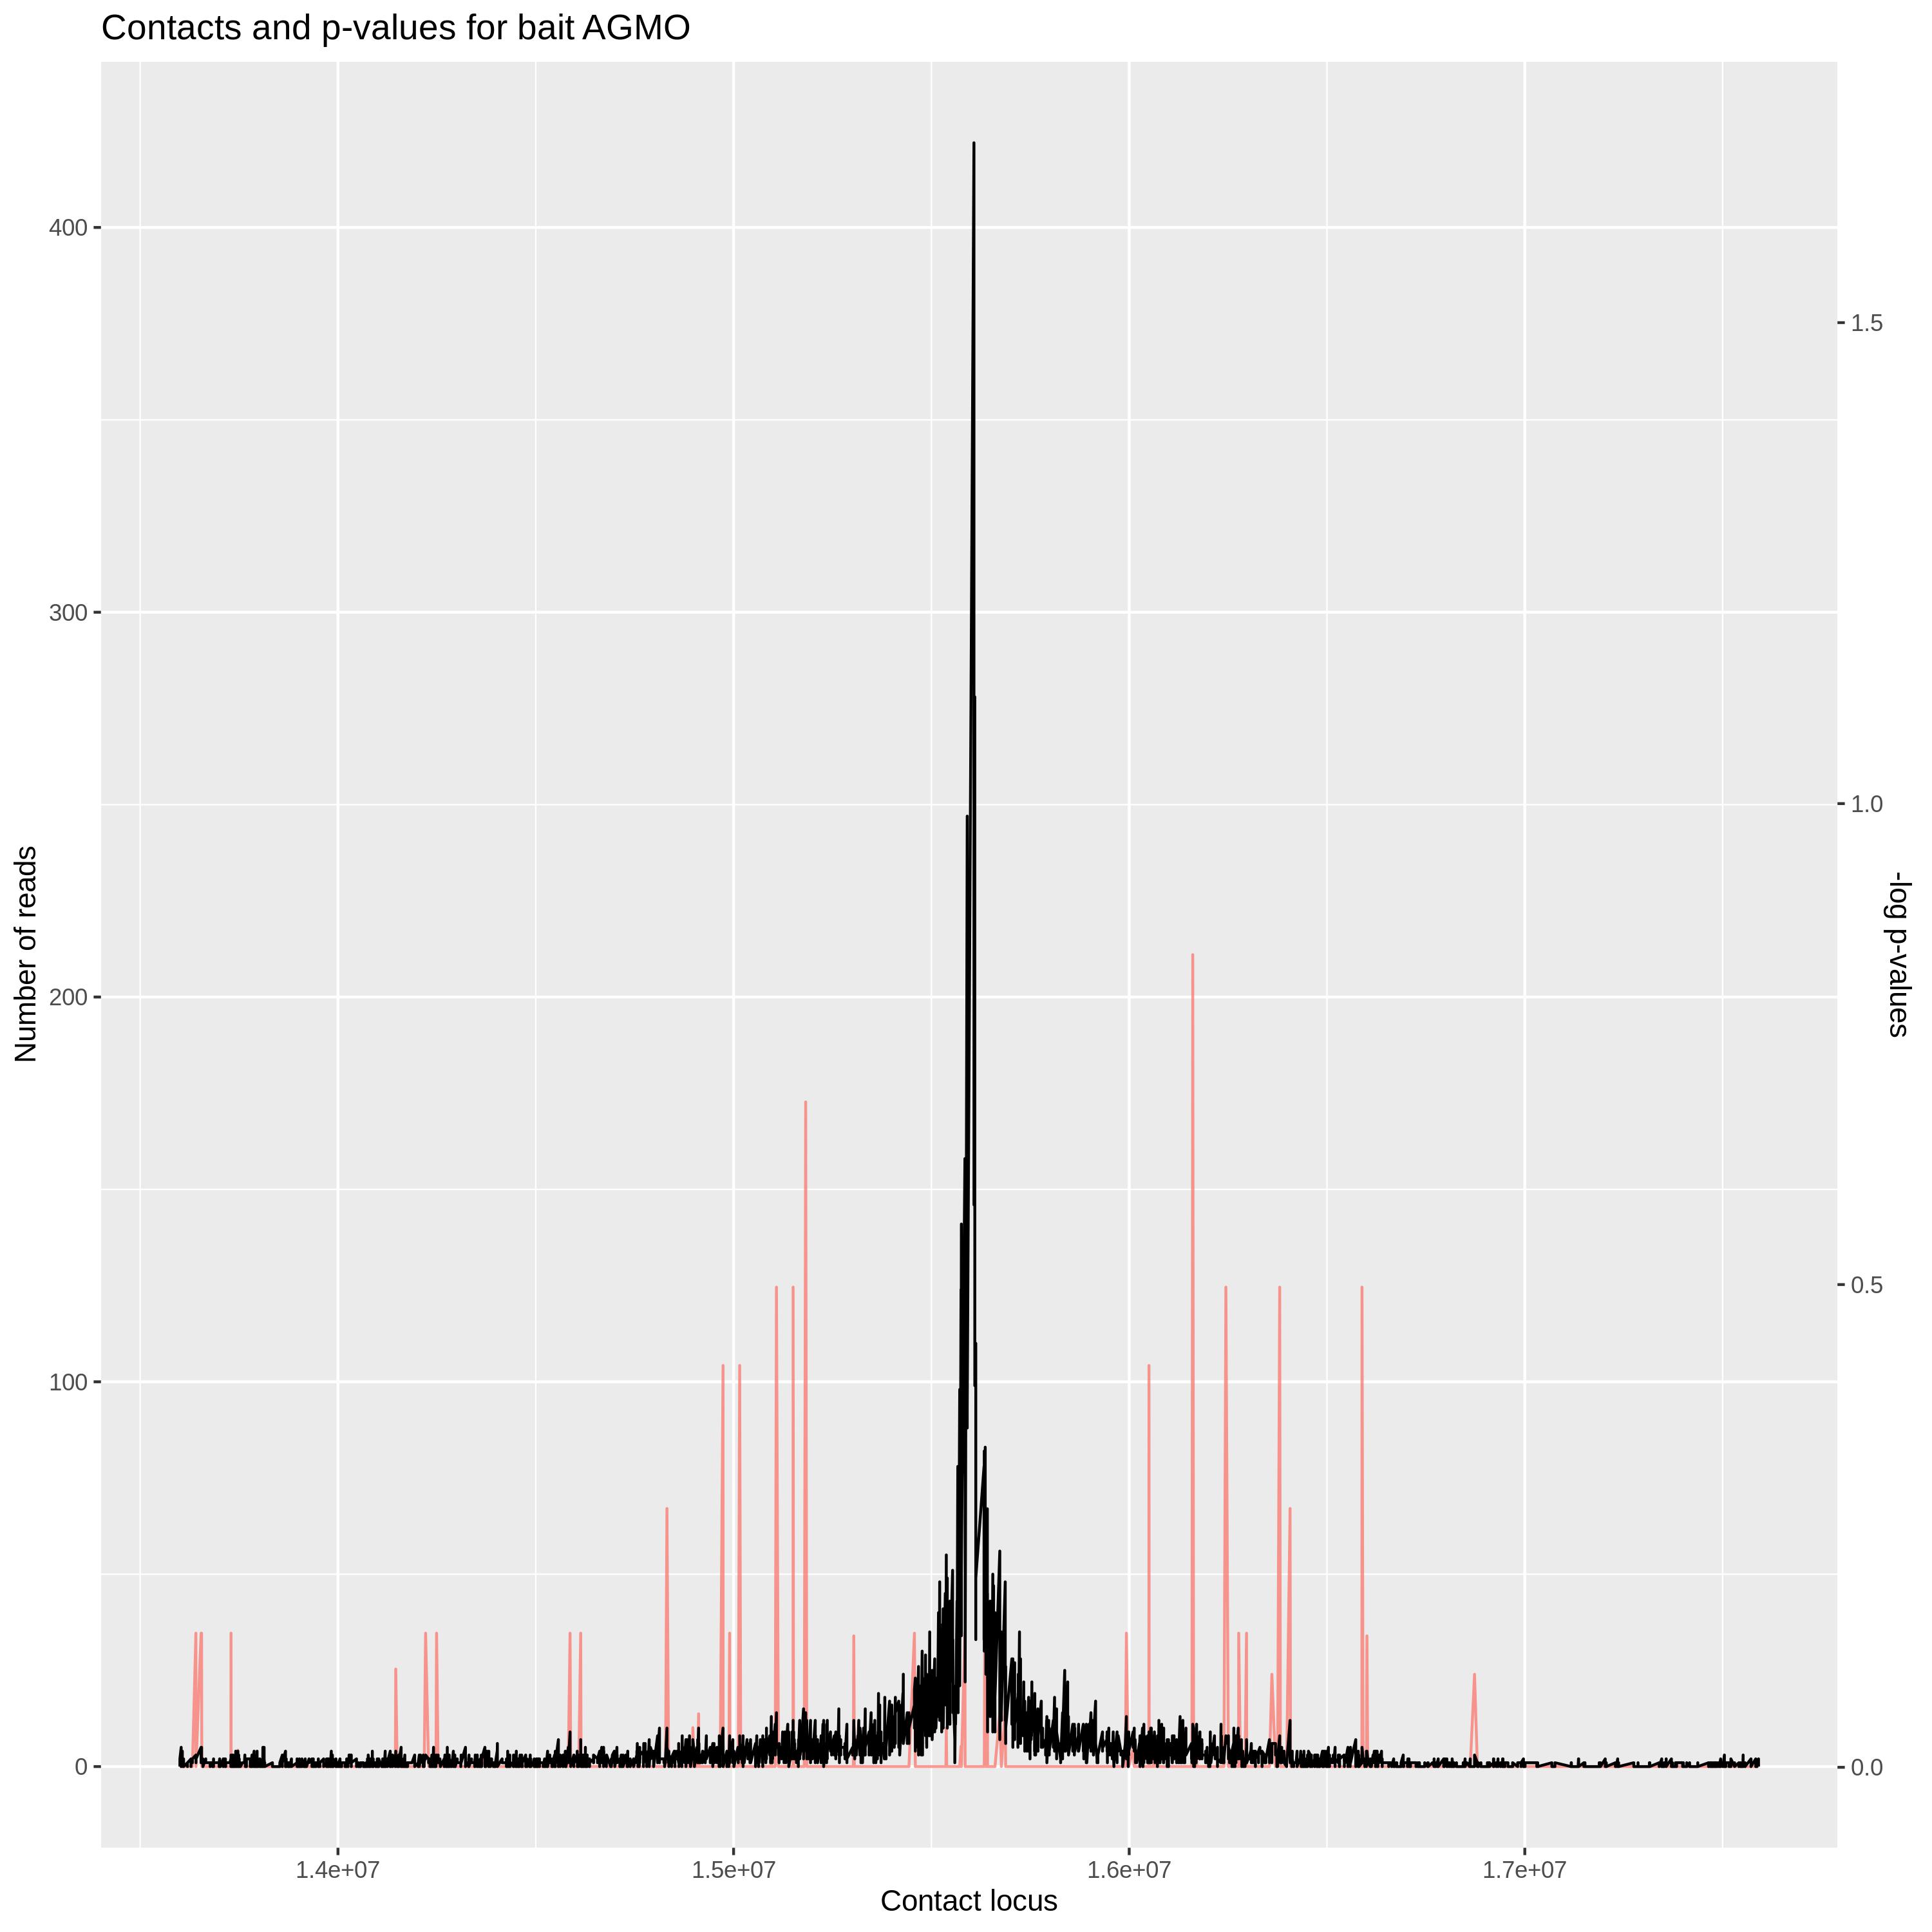 Contacts and p-values for bait AGMO
400
300
200
100
0
Number of reads
1.5
1.0
0.5
0.0
-log p-values
1.4e+07
1.5e+07
1.6e+07
1.7e+07
Contact locus